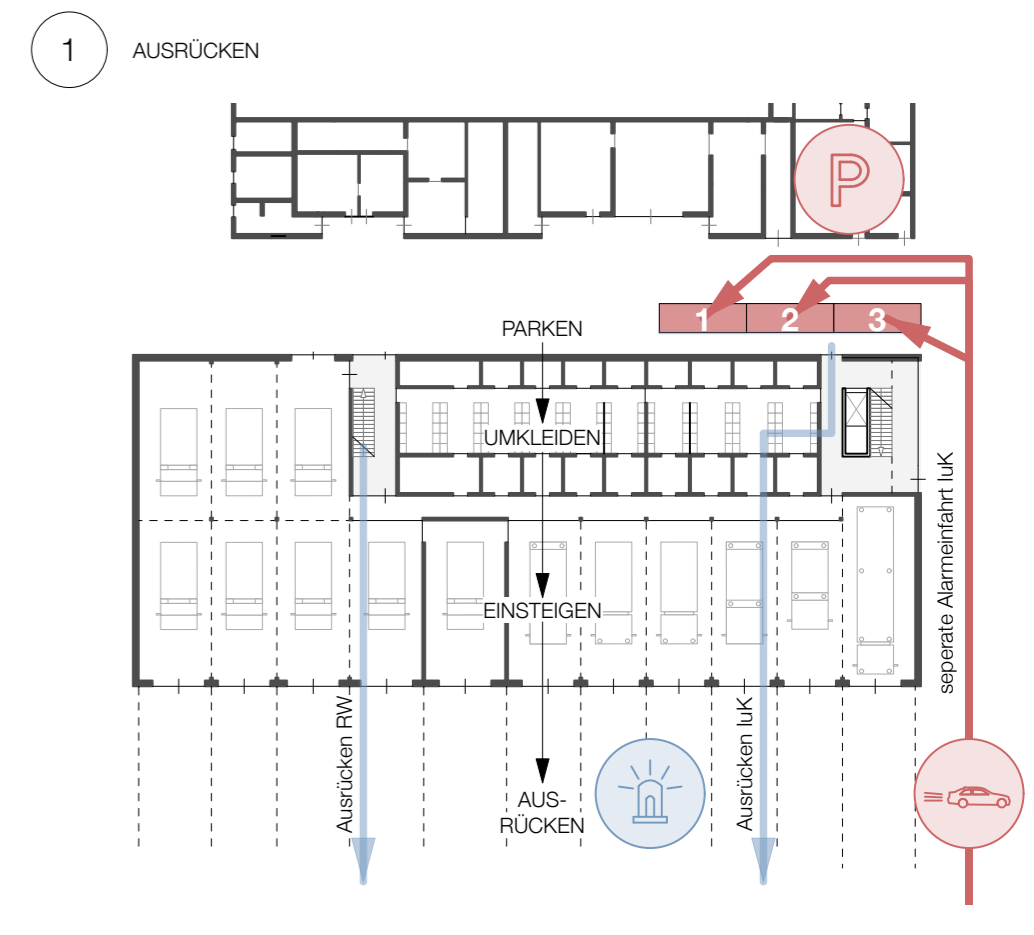 1
AUSRÜCKEN
P
1 2 3
PARKEN
UMKLEIDEN
EINSTEIGEN
seperate Alarmeinfahrt IuK
Ausrücken RW
AUS-
RÜCKEN
Ausrücken IuK